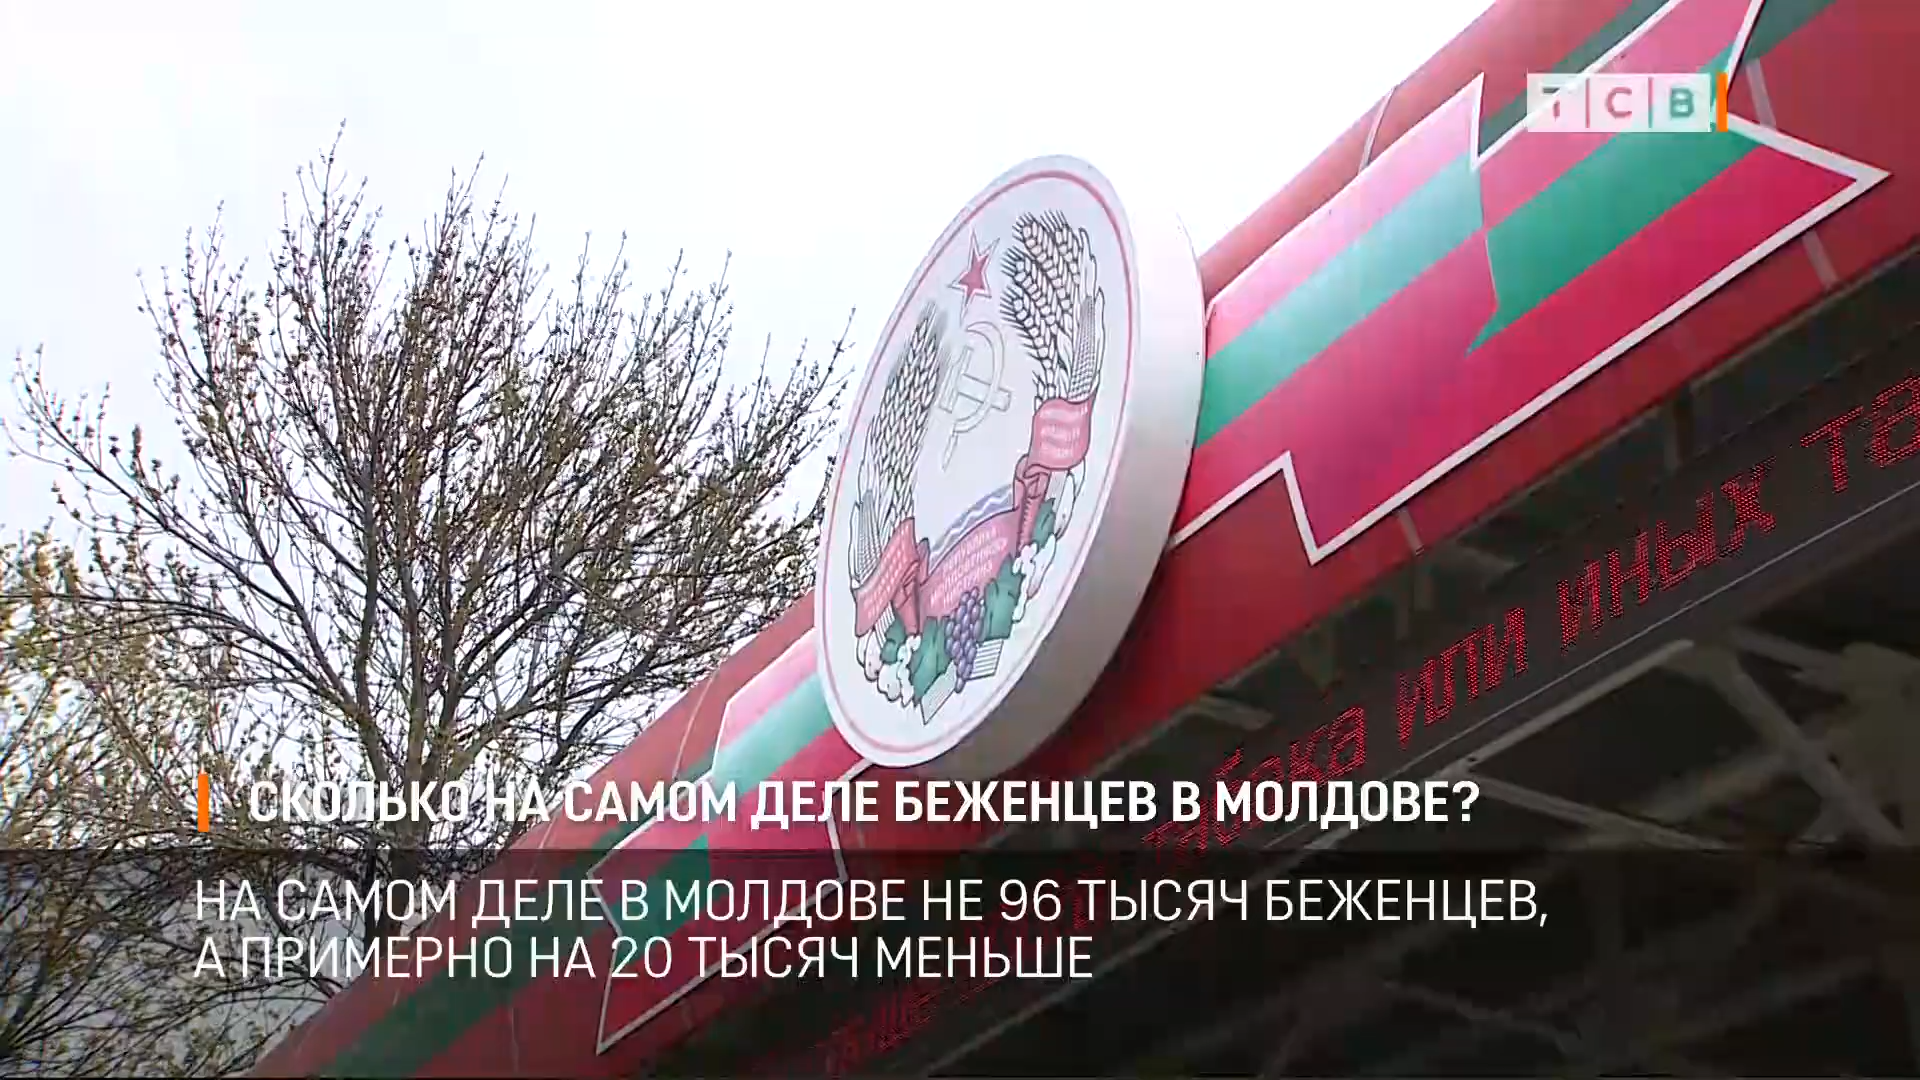 ТСВ
иных та
табака или
СКОЛЬКО НА САМОМ ДЕЛЕ БЕЖЕНЦЕВ В МОЛДОВЕ?
НА САМОМ ДЕЛЕ В МОЛДОВЕ НЕ 96 ТЫСЯЧ БЕЖЕНЦЕВ,
А ПРИМЕРНО НА 20 ТЫСЯЧ МЕНЬШЕ